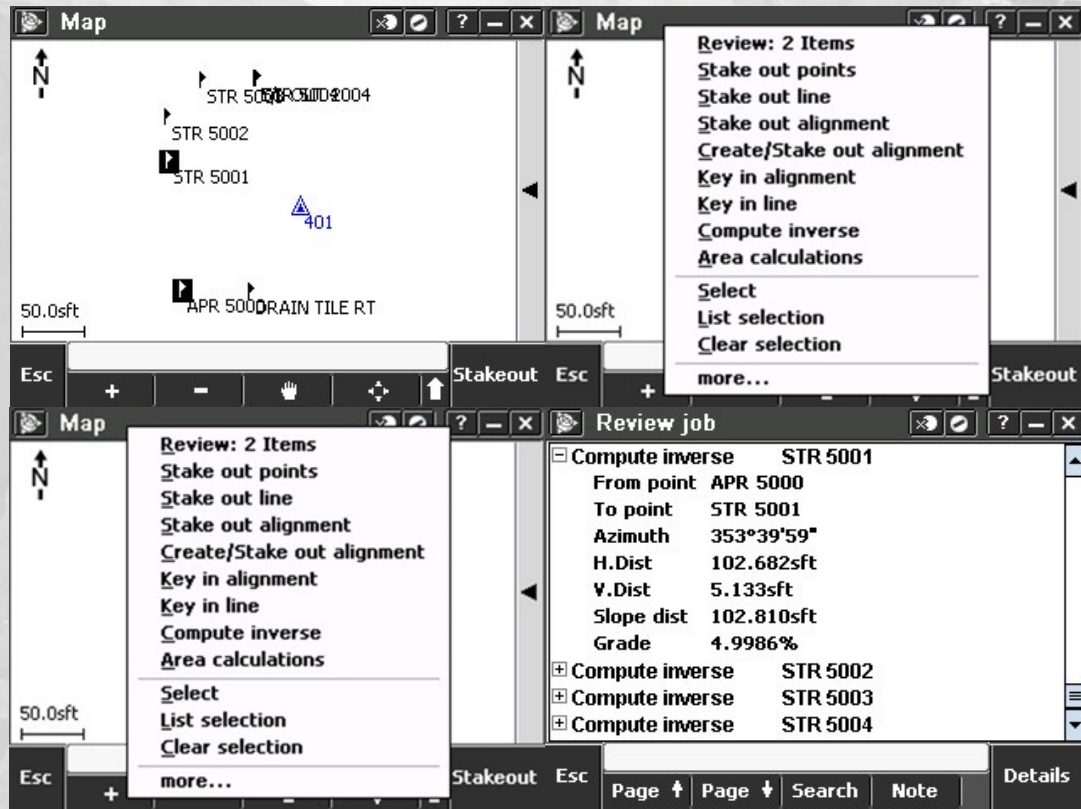 Map
?
N
STR 5002
STR 5001
401
APR 5000
DRAIN TILE RT
50.0sft
Esc
Stakeout
Map
?
N
Review: 2 Items
Stake out points
Stake out line
Stake out alignment
Create/Stake out alignment
Key in alignment
Key in line
Compute inverse
Area calculations
Select
List selection
Clear selection
more...
50.0sft
Esc
Stakeout
Map
?
N
Review: 2 Items
Stake out points
Stake out line
Stake out alignment
Create/Stake out alignment
Key in alignment
Key in line
Compute inverse
Area calculations
Select
List selection
Clear selection
more...
50.0sft
Esc
Stakeout
Review job
?
Compute inverse STR 5001
From point APR 5000
To point STR 5001
Azimuth 353°39'59"
H.Dist 102.682sft
V.Dist 5.133sft
Slope dist 102.810sft
Grade 4.9986%
Compute inverse STR 5002
Compute inverse STR 5003
Compute inverse STR 5004
Esc
Page Page Search Note
Details